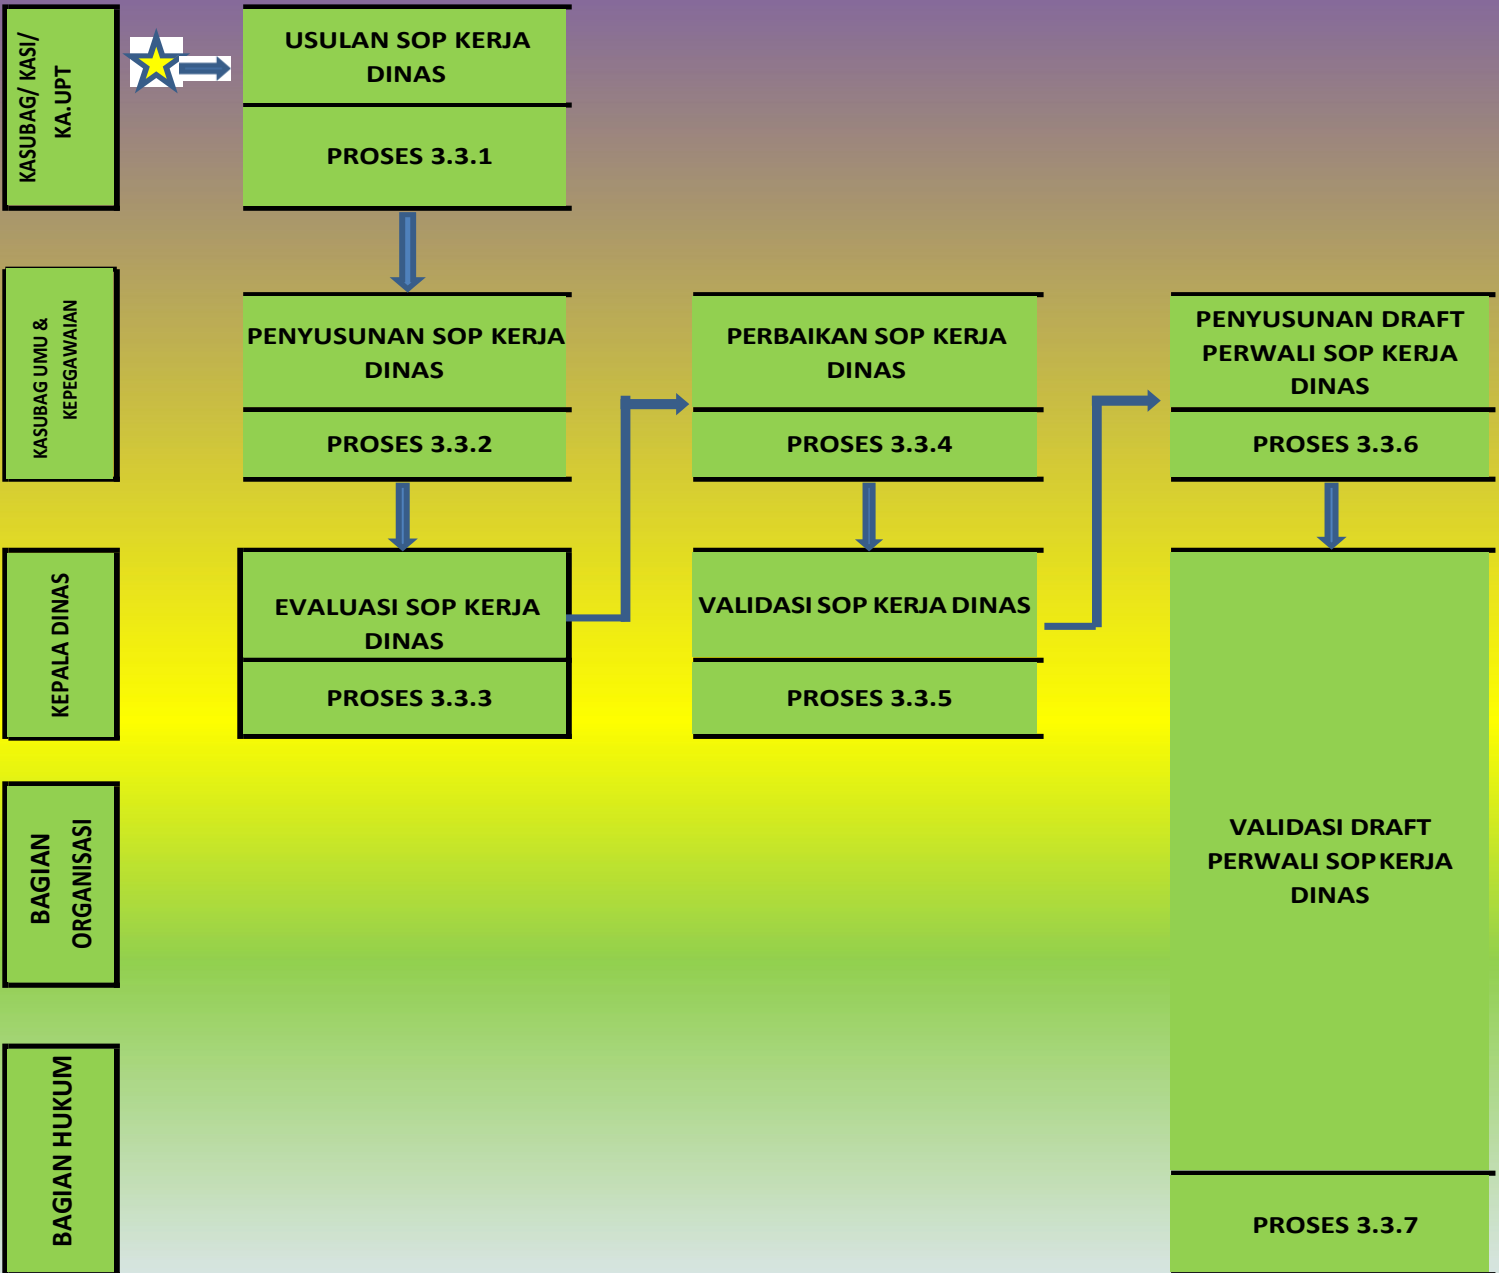 KASUBAG/ KASI/
KA.UPT
USULAN SOP KERJA
DINAS
PROSES 3.3.1
KASUBAG UMU &
KEPEGAWAIAN
PENYUSUNAN SOP KERJA
DINAS
PROSES 3.3.2
PERBAIKAN SOP KERJA
DINAS
PROSES 3.3.4
PENYUSUNAN DRAFT
PERWALI SOP KERJA
DINAS
PROSES 3.3.6
KEPALA DINAS
EVALUASI SOP KERJA
DINAS
PROSES 3.3.3
VALIDASI SOP KERJA DINAS
PROSES 3.3.5
BAGIAN
ORGANISASI
VALIDASI DRAFT
PERWALI SOP KERJA
DINAS
BAGIAN HUKUM
PROSES 3.3.7